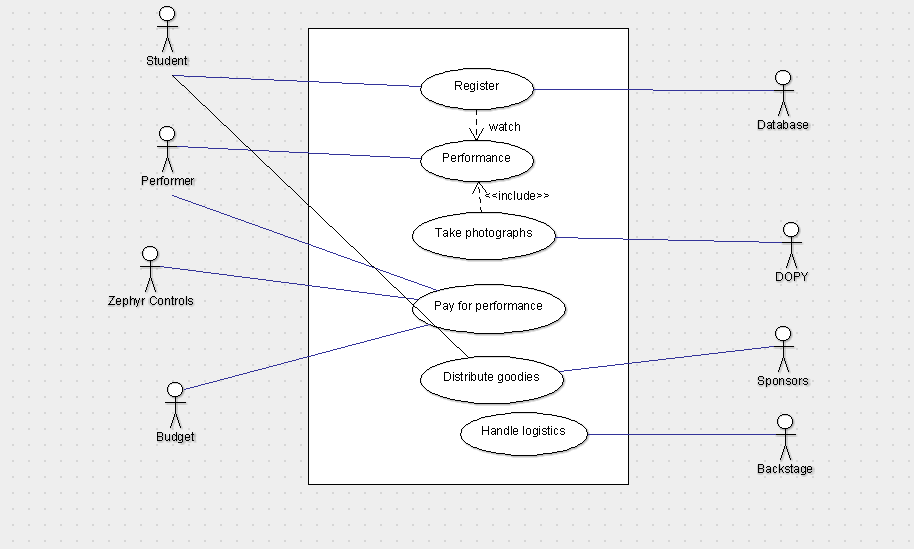 Student
Register
watch
Database
Performance
Performer
<<include>>
Take photographs
DOPY
Zephyr Controls
Pay for performance
Distribute goodies
Sponsors
Budget
Handle logistics
Backstage